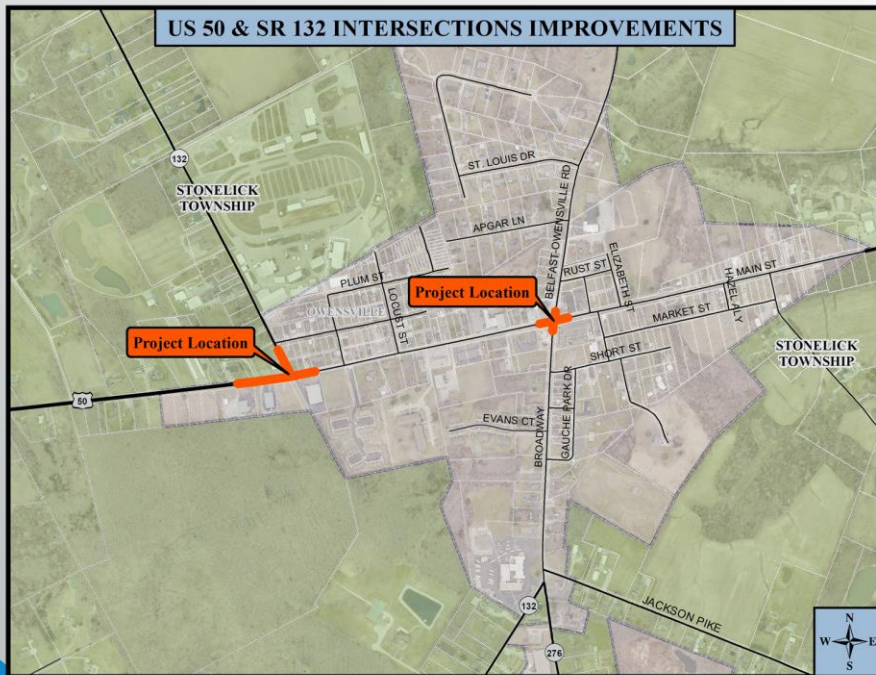 US 50 & SR 132 INTERSECTIONS IMPROVEMENTS
132
STONELICK
TOWNSHIP
ST. LOUIS DR
BELFAST-OWENSVILLE RD
APGAR LN
PLUM ST
LOCUST ST
OWENSVILLE
RUST ST
ELIZABETH ST
HAZEL ALY
MAIN ST
MARKET ST
Project Location
Project Location
SHORT ST
STONELICK
TOWNSHIP
50
EVANS CT
BROADWAY
GAUCHE PARK DR
132
276
JACKSON PIKE
N
W E
S